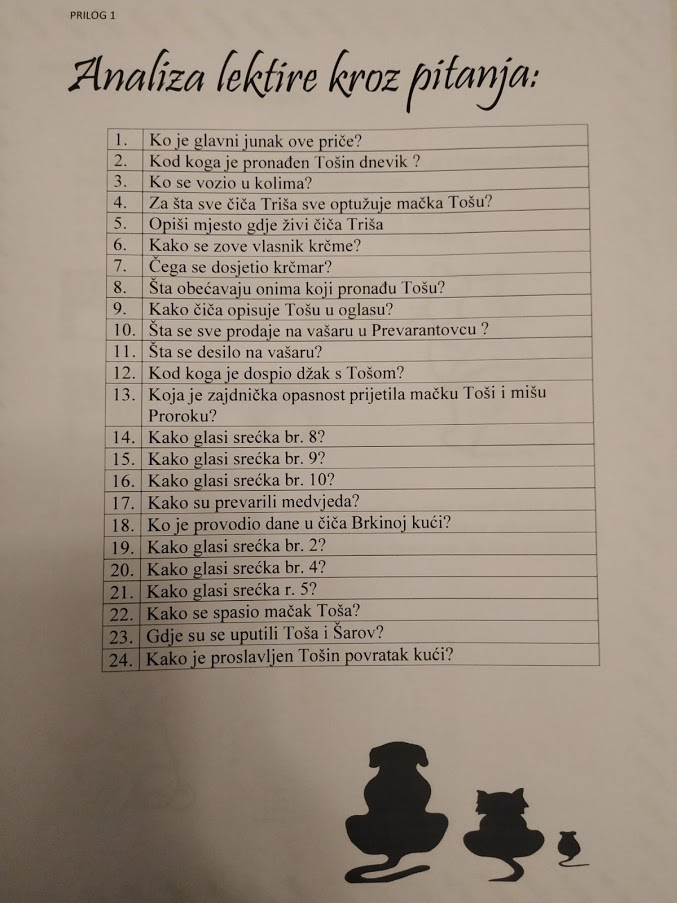 PRILOG 1
Analiza lektire kroz pitanja:
1. Ko je glavni junak ove priče?
2. Kod koga je pronađen Tošin dnevik ?
3. Ko se vozio u kolima?
4. Za šta sve čiča Triša sve optužuje mačka Tošu?
5. Opiši mjesto gdje živi čiča Triša
6. Kako se zove vlasnik krčme?
7. Čega se dosjetio krčmar?
8. Šta obećavaju onima koji pronađu Tošu?
9. Kako čiča opisuje Tošu u oglasu?
10. Šta se sve prodaje na vašaru u Prevarantovcu ?
11. Šta se desilo na vašaru?
12. Kod koga je dospio džak s Tošom?
13. Koja je zajdnička opasnost prijetila mačku Toši i mišu
Proroku?
14. Kako glasi srećka br. 8?
15. Kako glasi srećka br. 9?
16. Kako glasi srećka br. 10?
17. Kako su prevarili medvjeda?
18. Ko je provodio dane u čiča Brkinoj kući?
19. Kako glasi srećka br. 2?
20. Kako glasi srećka br. 4?
21. Kako glasi srećka r. 5?
22. Kako se spasio mačak Toša?
23. Gdje su se uputili Toša i Šarov?
24. Kako je proslavljen Tošin povratak kući?